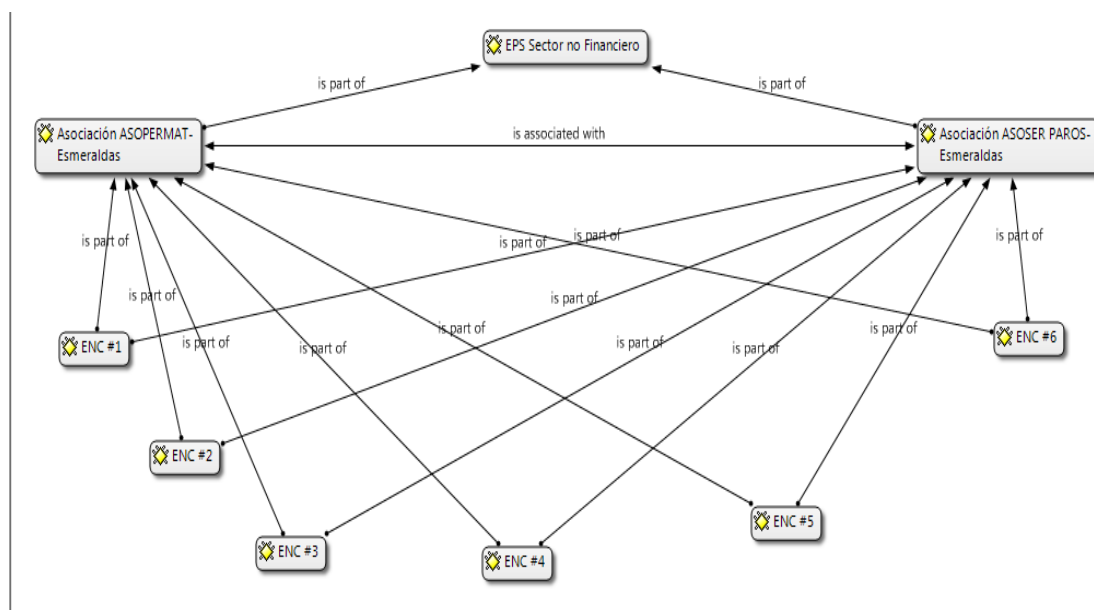 EPS Sector no Financiero
is part of
is part of
Asociación ASOPERMAT-
Esmeraldas
is associated with
Asociación ASOSER PAROS-
Esmeraldas
is part of
is part of
is part of
is part of
is part of
is part of
ENC #1
is part of
is part of
is part of
is part of
is part of
is part of
ENC #6
ENC #2
ENC #3
ENC #4
ENC #5